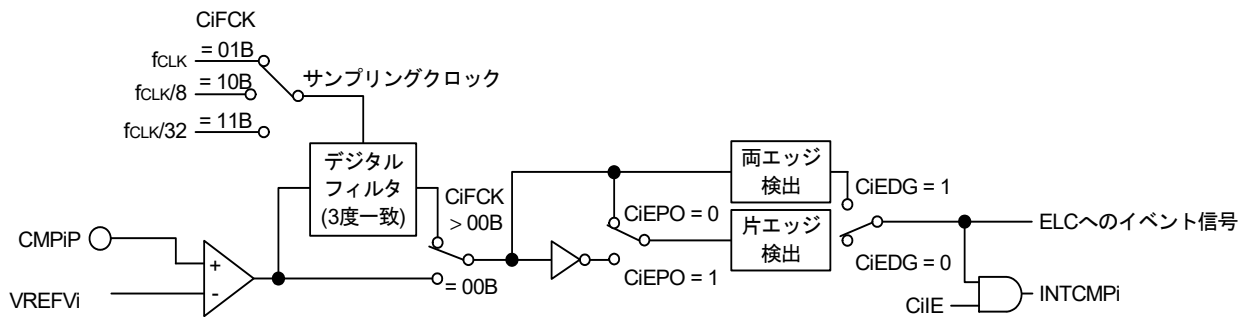 CiFCK
fCLK = 01B
サンプリングクロック
fCLK/8 = 10B
fCLK/32 = 11B
デジタル
フィルタ
(3度一致)
CiFCK
> 00B
= 00B
CMPiP
+
-
VREFVi
CiEPO = 0
CiEPO = 1
両エッジ
検出
CiEDG = 1
片エッジ
検出
CiEDG = 0
ELCへのイベント信号
CiIE
INTCMPi